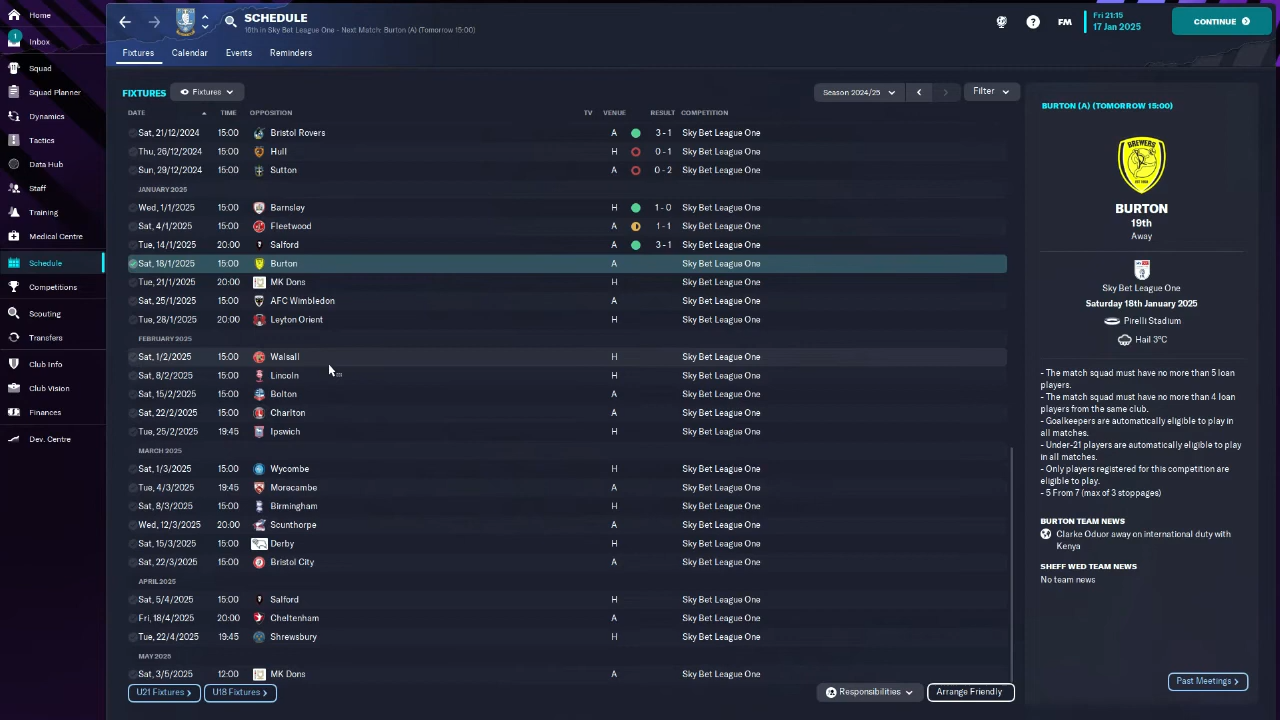 Home
1
Inbox
Squad
Squad Planner
Dynamics
Tactics
Data Hub
Staff
Training
Medical Centre
Schedule
Competitions
Scouting
Transfers
Club Info
Club Vision
Finances
Dev. Centre
SCHEDULE
16th in Sky Bet League One - Next Match: Burton (A) (Tomorrow 15:00)
FM
Fri 21:15
17 Jan 2025
CONTINUE
Fixtures Calendar Events Reminders
FIXTURES Fixtures Season 2024/25 Filter
DATE TIME OPPOSITION TV VENUE RESULT COMPETITION
Sat, 21/12/2024 15:00 Bristol Rovers A 3 - 1 Sky Bet League One
Thu, 26/12/2024 15:00 Hull H 0 - 1 Sky Bet League One
Sun, 29/12/2024 15:00 Sutton A 0 - 2 Sky Bet League One
JANUARY 2025
Wed, 1/1/2025 15:00 Barnsley H 1 - 0 Sky Bet League One
Sat, 4/1/2025 15:00 Fleetwood A 1 - 1 Sky Bet League One
Tue, 14/1/2025 20:00 Salford A 3 - 1 Sky Bet League One
Sat, 18/1/2025 15:00 Burton A Sky Bet League One
Tue, 21/1/2025 20:00 MK Dons H Sky Bet League One
Sat, 25/1/2025 15:00 AFC Wimbledon A Sky Bet League One
Tue, 28/1/2025 20:00 Leyton Orient H Sky Bet League One
FEBRUARY 2025
Sat, 1/2/2025 15:00 Walsall H Sky Bet League One
Sat, 8/2/2025 15:00 Lincoln H Sky Bet League One
Sat, 15/2/2025 15:00 Bolton A Sky Bet League One
Sat, 22/2/2025 15:00 Charlton A Sky Bet League One
Tue, 25/2/2025 19:45 Ipswich H Sky Bet League One
MARCH 2025
Sat, 1/3/2025 15:00 Wycombe H Sky Bet League One
Tue, 4/3/2025 19:45 Morecambe A Sky Bet League One
Sat, 8/3/2025 15:00 Birmingham H Sky Bet League One
Wed, 12/3/2025 20:00 Scunthorpe A Sky Bet League One
Sat, 15/3/2025 15:00 Derby H Sky Bet League One
Sat, 22/3/2025 15:00 Bristol City A Sky Bet League One
APRIL 2025
Sat, 5/4/2025 15:00 Salford H Sky Bet League One
Fri, 18/4/2025 20:00 Cheltenham A Sky Bet League One
Tue, 22/4/2025 19:45 Shrewsbury H Sky Bet League One
MAY 2025
Sat, 3/5/2025 12:00 MK Dons A Sky Bet League One
U21 Fixtures U18 Fixtures Responsibilities Arrange Friendly
BURTON (A) (TOMORROW 15:00)
BREWERS
BURTON
19th
Away
Sky Bet League One
Saturday 18th January 2025
Pirelli Stadium
Hail 3°C
- The match squad must have no more than 5 loan
players.
- The match squad must have no more than 4 loan
players from the same club.
- Goalkeepers are automatically eligible to play in
all matches.
- Under-21 players are automatically eligible to play
in all matches.
- Only players registered for this competition are
eligible to play.
- 5 From 7 (max of 3 stoppages)
BURTON TEAM NEWS
Clarke Oduor away on international duty with
Kenya
SHEFF WED TEAM NEWS
No team news
Past Meetings